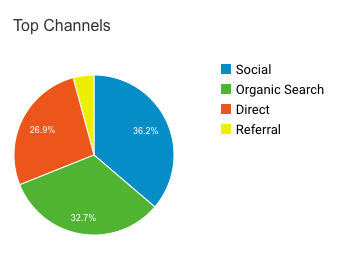 Top Channels
Social
Organic Search
Direct
Referral
36.2%
26.9%
32.7%